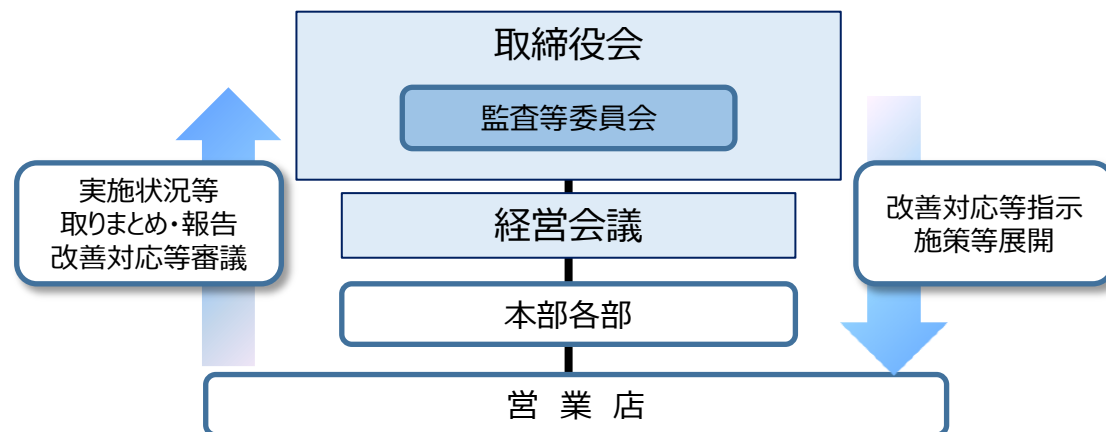 取締役会
監査等委員会
実施状況等
取りまとめ・報告
改善対応等審議
改善対応等指示
施策等展開
経営会議
本部各部
営 業 店